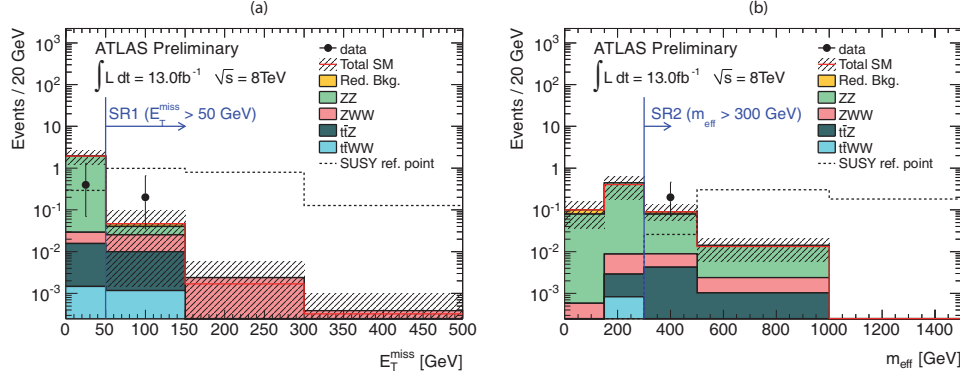 (a)
Events / 20 GeV
10³
10²
10
1
10⁻¹
10⁻²
10⁻³
ATLAS Preliminary
∫ L dt = 13.0fb⁻¹ √s = 8TeV
SR1 (E_T^miss > 50 GeV)
data
Total SM
Red. Bkg.
ZZ
ZWW
tt̄Z
tt̄WW
SUSY ref. point
0 50 100 150 200 250 300 350 400 450 500
E_T^miss [GeV]
(b)
Events / 20 GeV
10³
10²
10
1
10⁻¹
10⁻²
10⁻³
ATLAS Preliminary
∫ L dt = 13.0fb⁻¹ √s = 8TeV
SR2 (m_eff > 300 GeV)
data
Total SM
Red. Bkg.
ZZ
ZWW
tt̄Z
tt̄WW
SUSY ref. point
0 200 400 600 800 1000 1200 1400
m_eff [GeV]